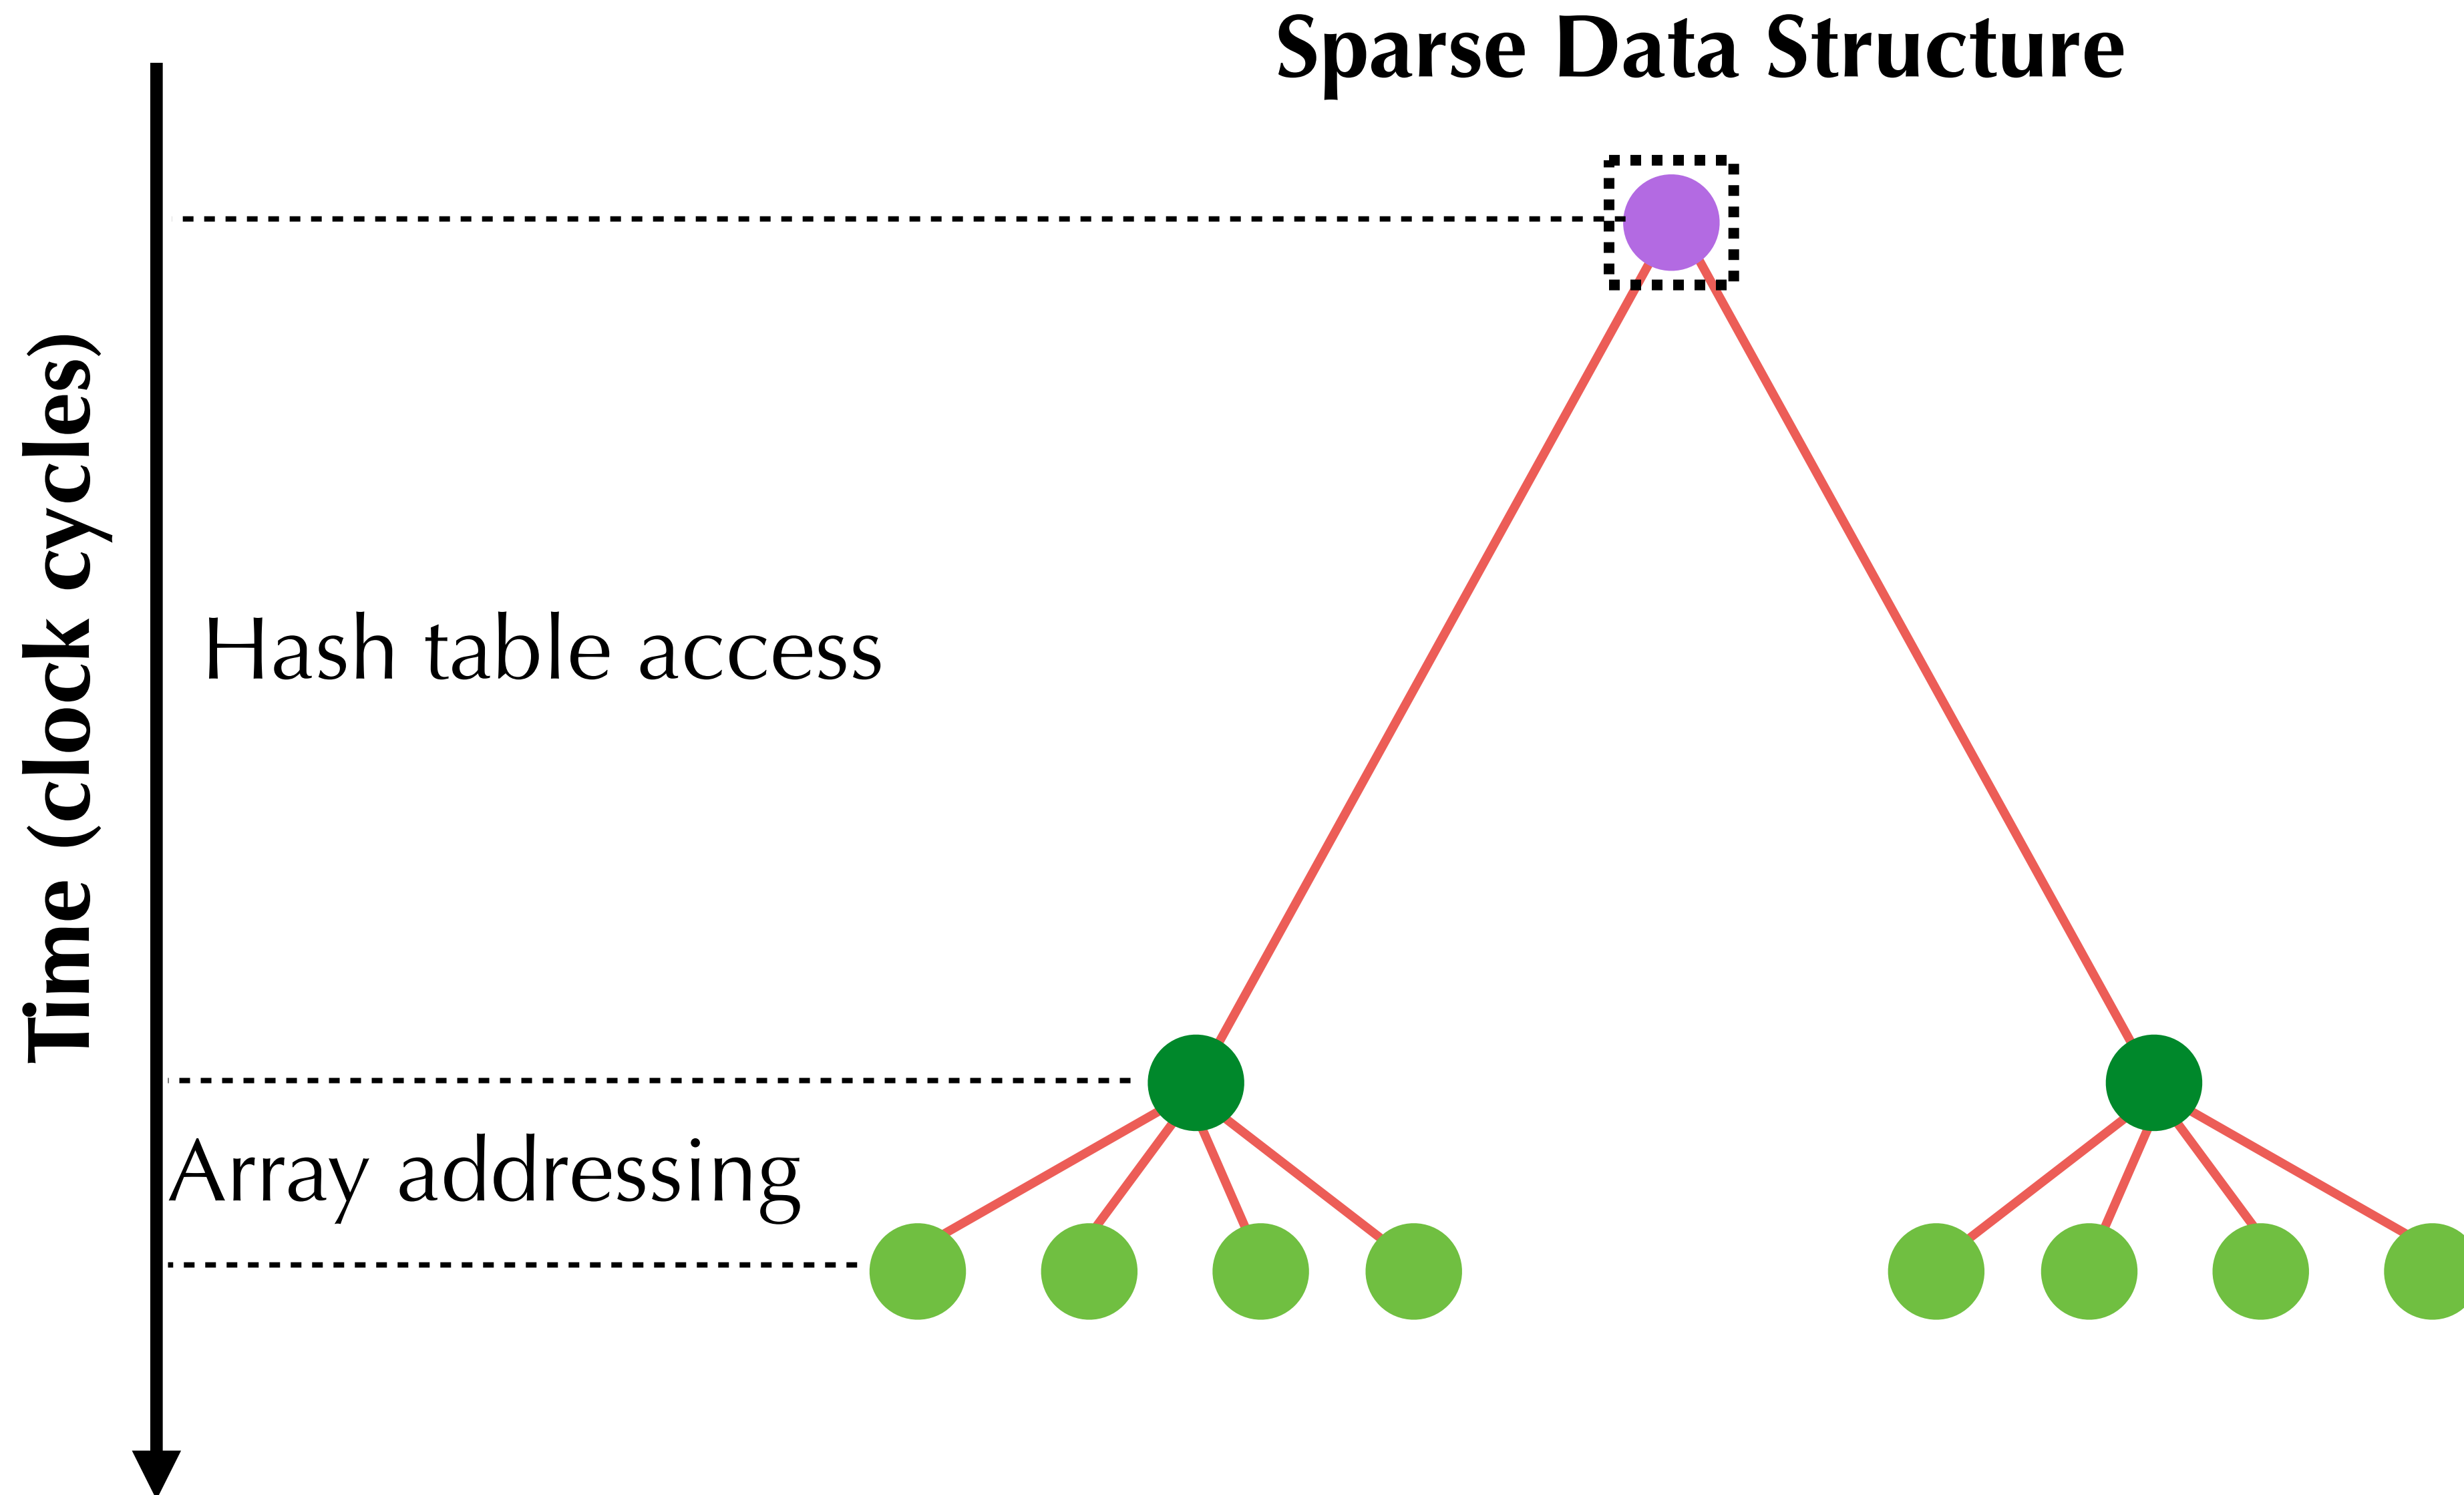 Sparse Data Structure
Time (clock cycles)
Hash table access
Array addressing